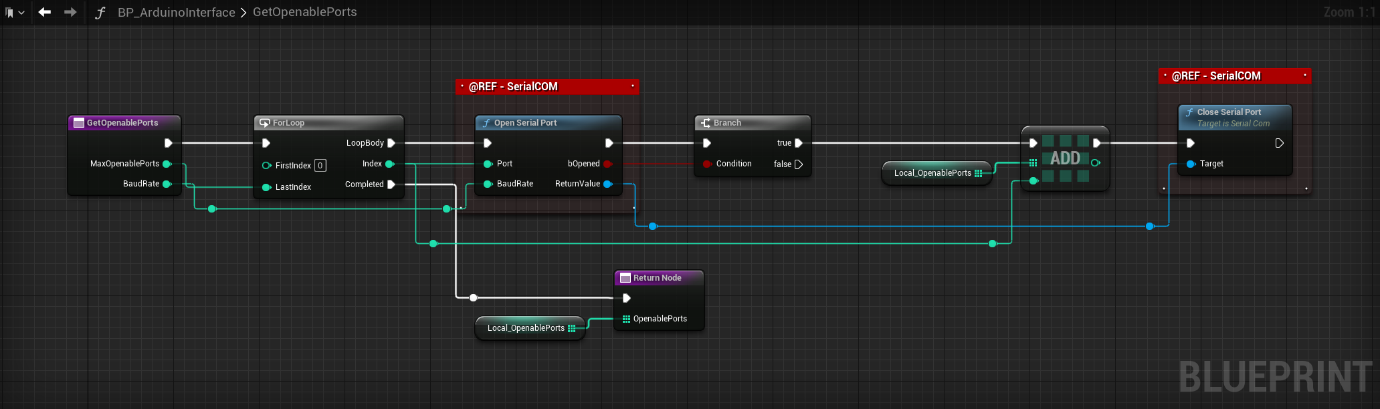 BP_ArduinoInterface > GetOpenablePorts
Zoom 1:1
@REF - SerialCOM
@REF - SerialCOM
GetOpenablePorts
MaxOpenablePorts
BaudRate
ForLoop
LoopBody
FirstIndex 0
Index
LastIndex
Completed
Open Serial Port
Port
bOpened
BaudRate
ReturnValue
Branch
true
Condition
false
Local_OpenablePorts
ADD
Close Serial Port
Target is Serial Com
Target
Return Node
OpenablePorts
Local_OpenablePorts
BLUEPRINT